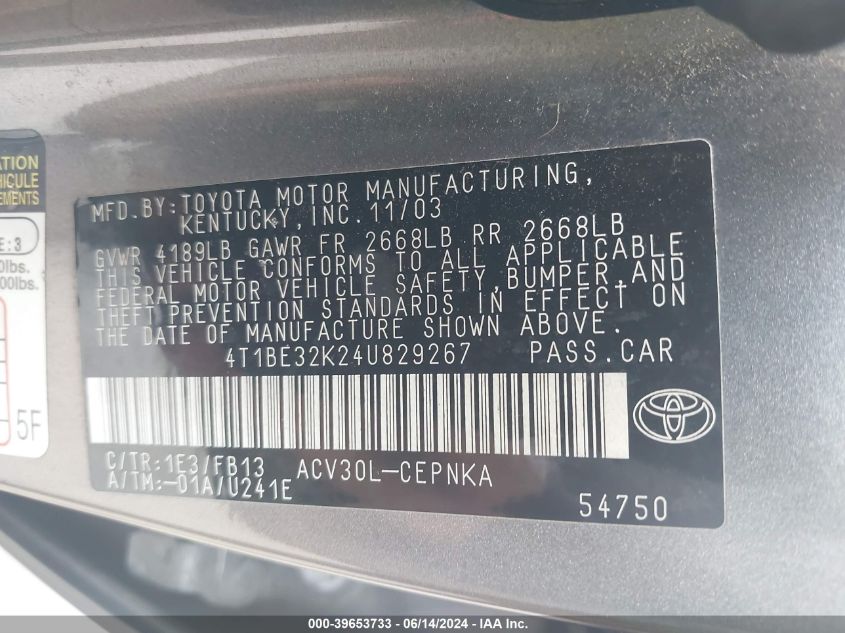 ATION
HICULE
EMENTS
E:3
0lbs.
00lbs.
5F
MFD.BY:TOYOTA MOTOR MANUFACTURING,
KENTUCKY,INC.11/03
GVWR 4189LB GAWR FR 2668LB RR 2668LB
THIS VEHICLE CONFORMS TO ALL APPLICABLE
FEDERAL MOTOR VEHICLE SAFETY,BUMPER,AND
THEFT PREVENTION STANDARDS IN EFFECT ON
THE DATE OF MANUFACTURE SHOWN ABOVE.
4T1BE32K24U829267 PASS.CAR
C/TR:1E3/FB13 ACV30L-CEPNKA
A/TM:-01A/U241E
54750
000-39653733 - 06/14/2024 - IAA Inc.